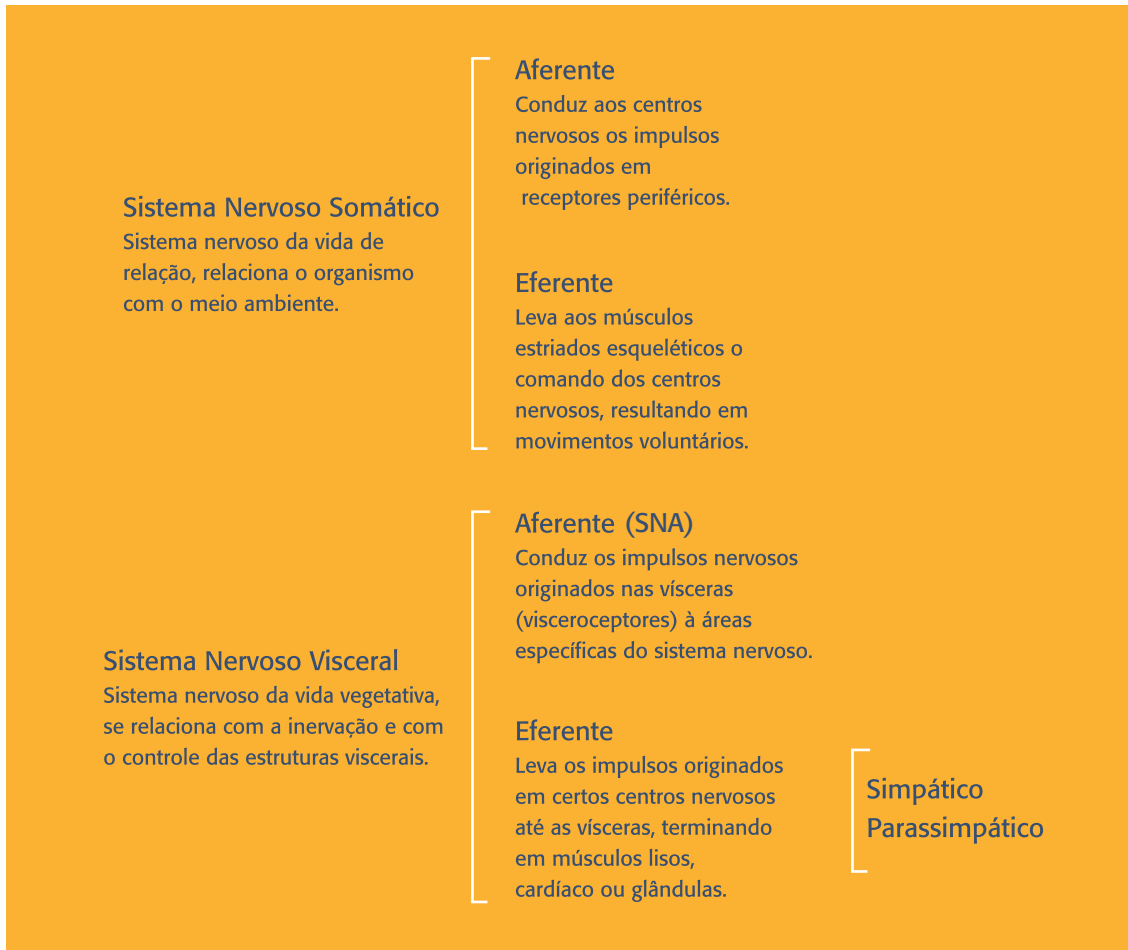 Sistema Nervoso Somático
Sistema nervoso da vida de
relação, relaciona o organismo
com o meio ambiente.
Aferente
Conduz aos centros
nervosos os impulsos
originados em
receptores periféricos.
Eferente
Leva aos músculos
estriados esqueléticos o
comando dos centros
nervosos, resultando em
movimentos voluntários.
Sistema Nervoso Visceral
Sistema nervoso da vida vegetativa,
se relaciona com a inervação e com
o controle das estruturas viscerais.
Aferente (SNA)
Conduz os impulsos nervosos
originados nas vísceras
(visceroceptores) à áreas
específicas do sistema nervoso.
Eferente
Leva os impulsos originados
em certos centros nervosos
até as vísceras, terminando
em músculos lisos,
cardíaco ou glândulas.
Simpático
Parassimpático